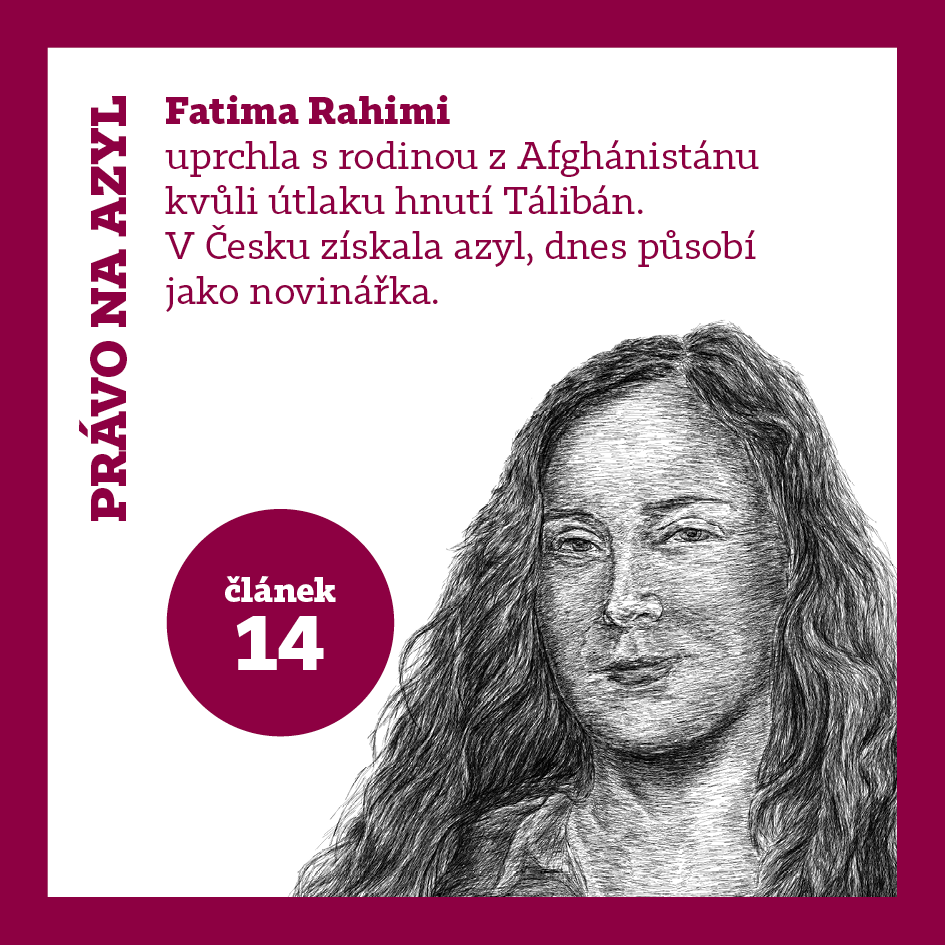 PRÁVO NA AZYL
Fatima Rahimi
uprchla s rodinou z Afghánistánu
kvůli útlaku hnutí Tálibán.
V Česku získala azyl, dnes působí
jako novinářka.
článek
14